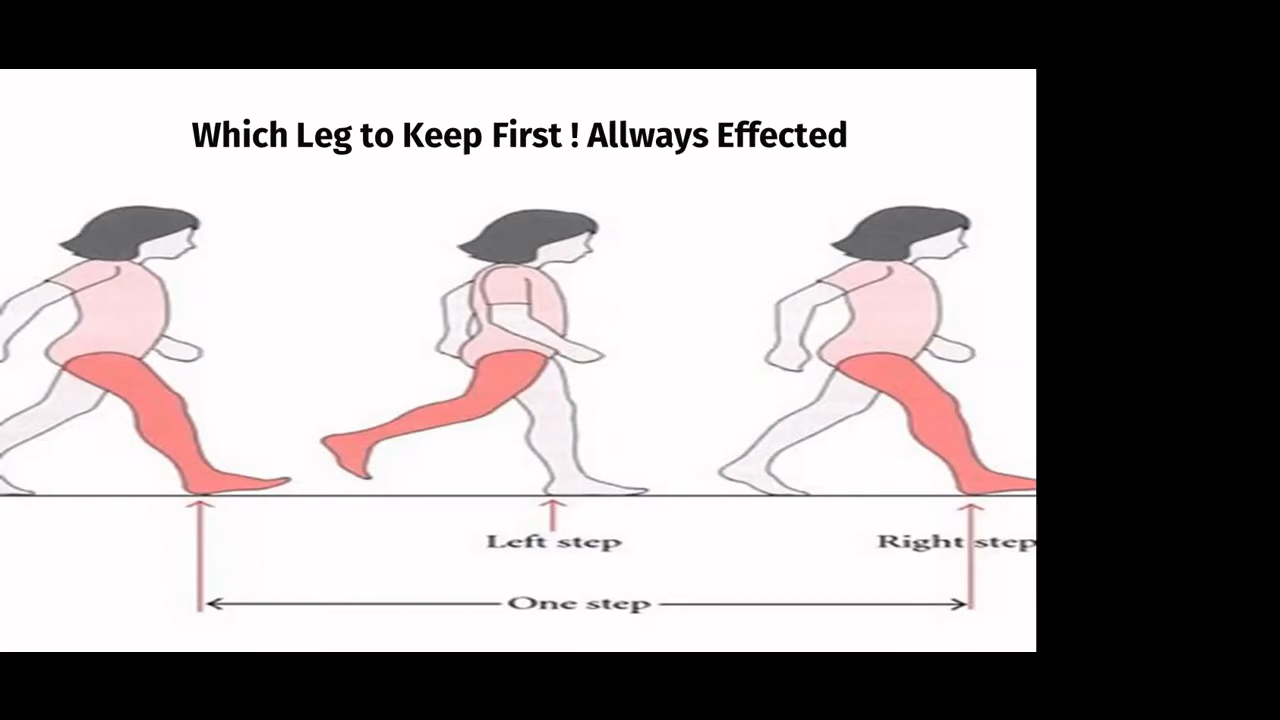 Which Leg to Keep First ! Allways Effected
Left step
Right step
One step